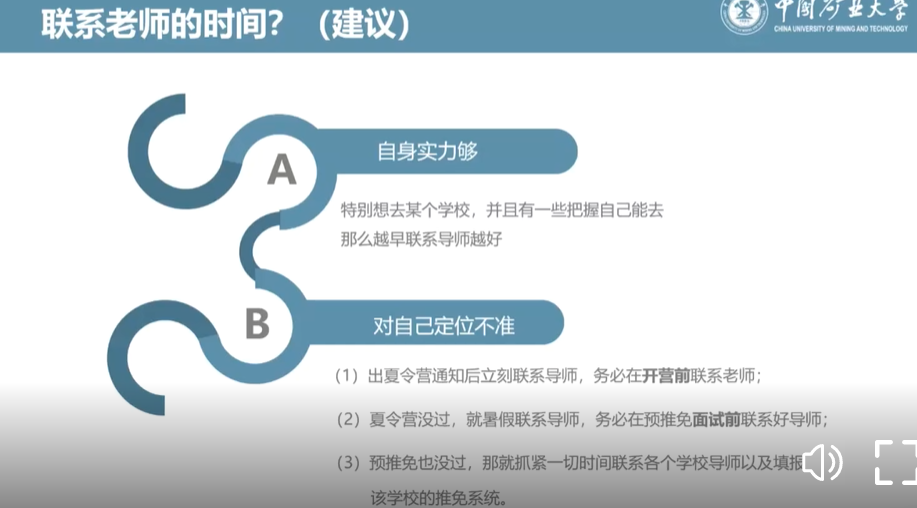 联系老师的时间？（建议）
中国矿业大学
CHINA UNIVERSITY OF MINING AND TECHNOLOGY
A
自身实力够
特别想去某个学校，并且有一些把握自己能去
那么越早联系导师越好
B
对自己定位不准
（1）出夏令营通知后立刻联系导师，务必在开营前联系老师；
（2）夏令营没过，就暑假联系导师，务必在预推免面试前联系好导师；
（3）预推免也没过，那就抓紧一切时间联系各个学校导师以及填报
该学校的推免系统。